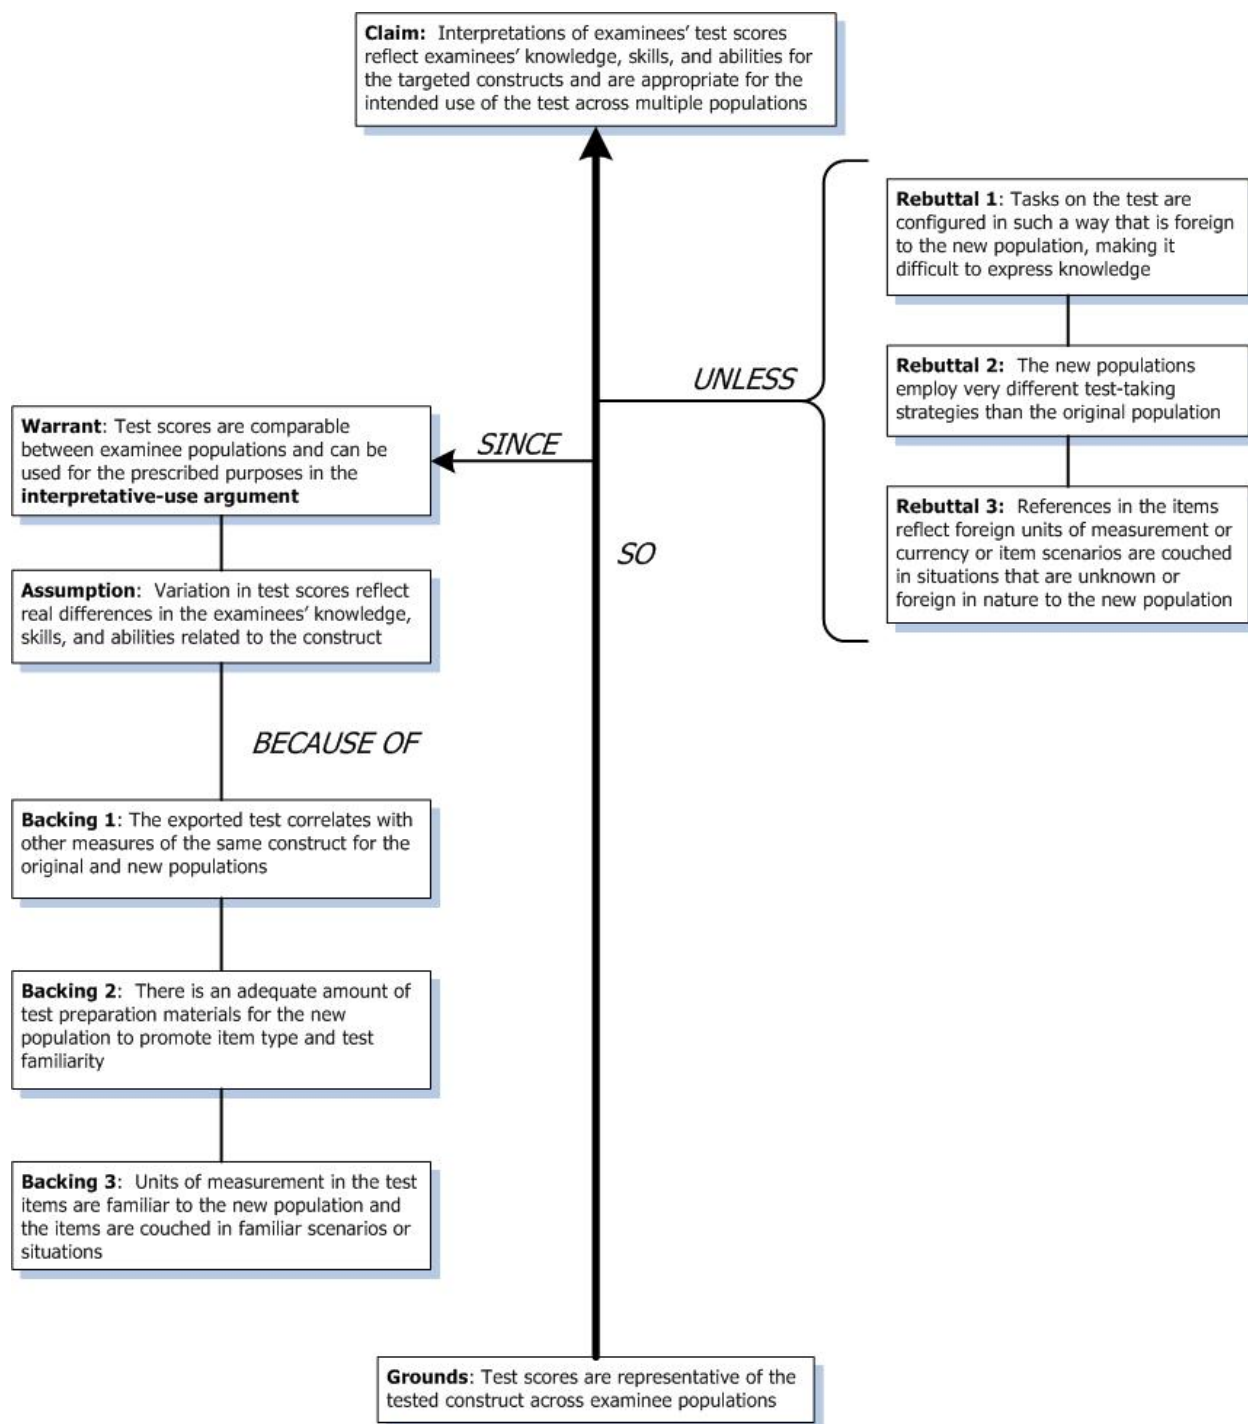 Claim: Interpretations of examinees' test scores
reflect examinees' knowledge, skills, and abilities for
the targeted constructs and are appropriate for the
intended use of the test across multiple populations
Rebuttal 1: Tasks on the test are
configured in such a way that is foreign
to the new population, making it
difficult to express knowledge
UNLESS
Rebuttal 2: The new populations
employ very different test-taking
strategies than the original population
Rebuttal 3: References in the items
reflect foreign units of measurement or
currency or item scenarios are couched
in situations that are unknown or
foreign in nature to the new population
SINCE
Warrant: Test scores are comparable
between examinee populations and can be
used for the prescribed purposes in the
interpretative-use argument
SO
Assumption: Variation in test scores reflect
real differences in the examinees' knowledge,
skills, and abilities related to the construct
BECAUSE OF
Backing 1: The exported test correlates with
other measures of the same construct for the
original and new populations
Backing 2: There is an adequate amount of
test preparation materials for the new
population to promote item type and test
familiarity
Backing 3: Units of measurement in the test
items are familiar to the new population and
the items are couched in familiar scenarios or
situations
Grounds: Test scores are representative of the
tested construct across examinee populations